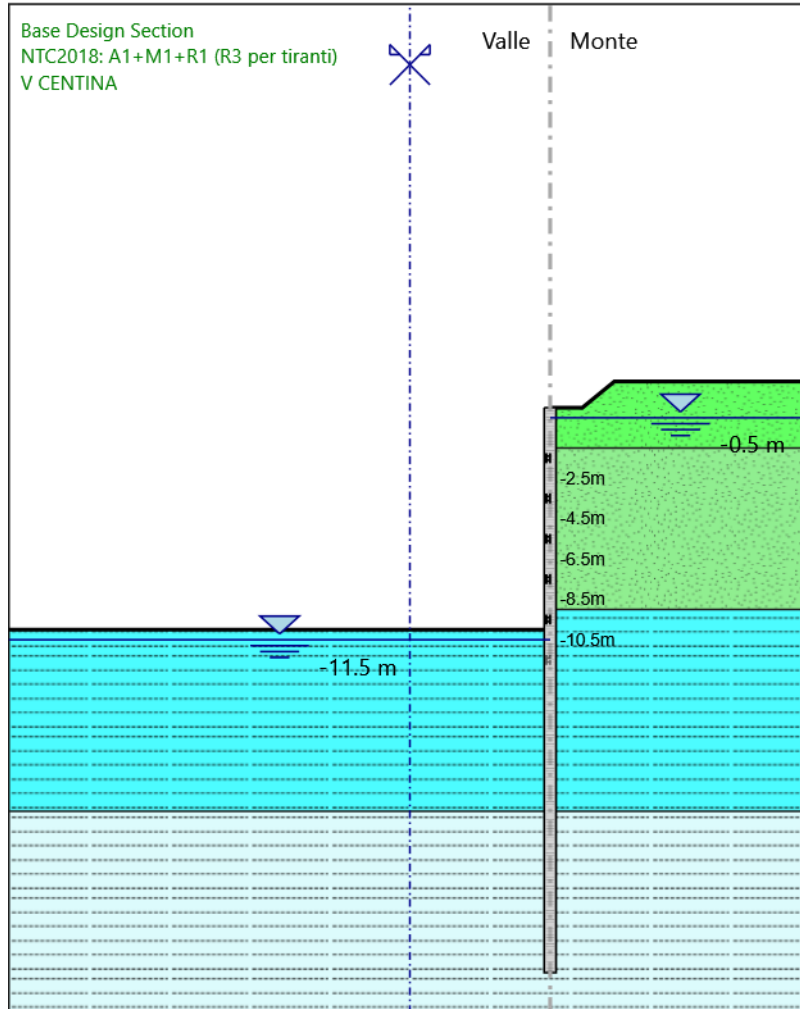 Base Design Section
NTC2018: A1+M1+R1 (R3 per tiranti)
V CENTINA
Valle
Monte
-0.5 m
-2.5m
-4.5m
-6.5m
-8.5m
-10.5m
-11.5 m